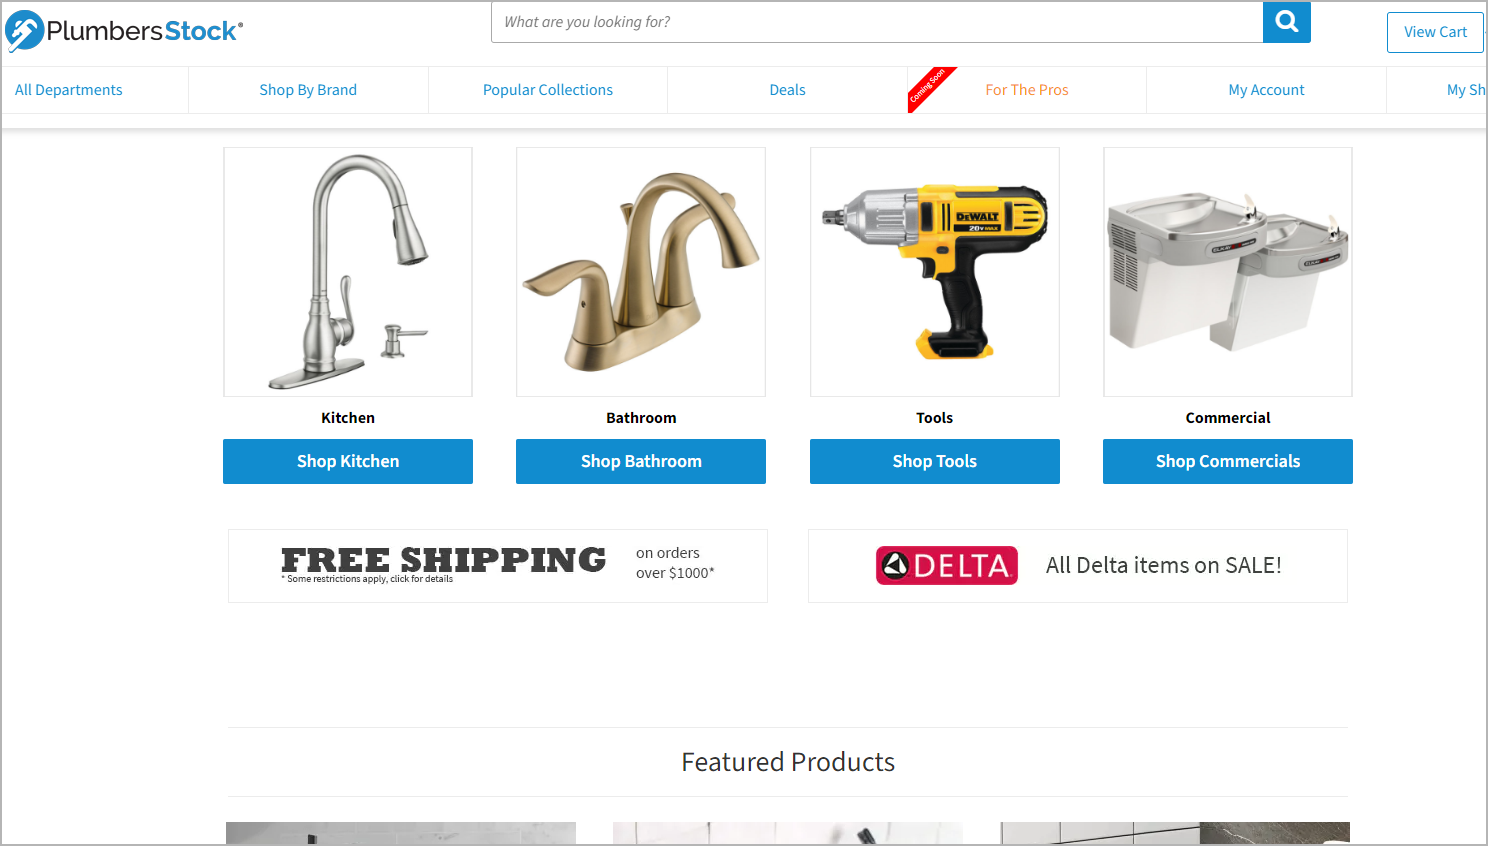 PlumbersStock®
What are you looking for?
View Cart
All Departments
Shop By Brand
Popular Collections
Deals
Coming Soon
For The Pros
My Account
My Sh
DEWALT
20V MAX
Kitchen
Bathroom
Tools
Commercial
Shop Kitchen
Shop Bathroom
Shop Tools
Shop Commercials
FREE SHIPPING
* Some restrictions apply, click for details
on orders
over $1000*
DELTA
All Delta items on SALE!
Featured Products